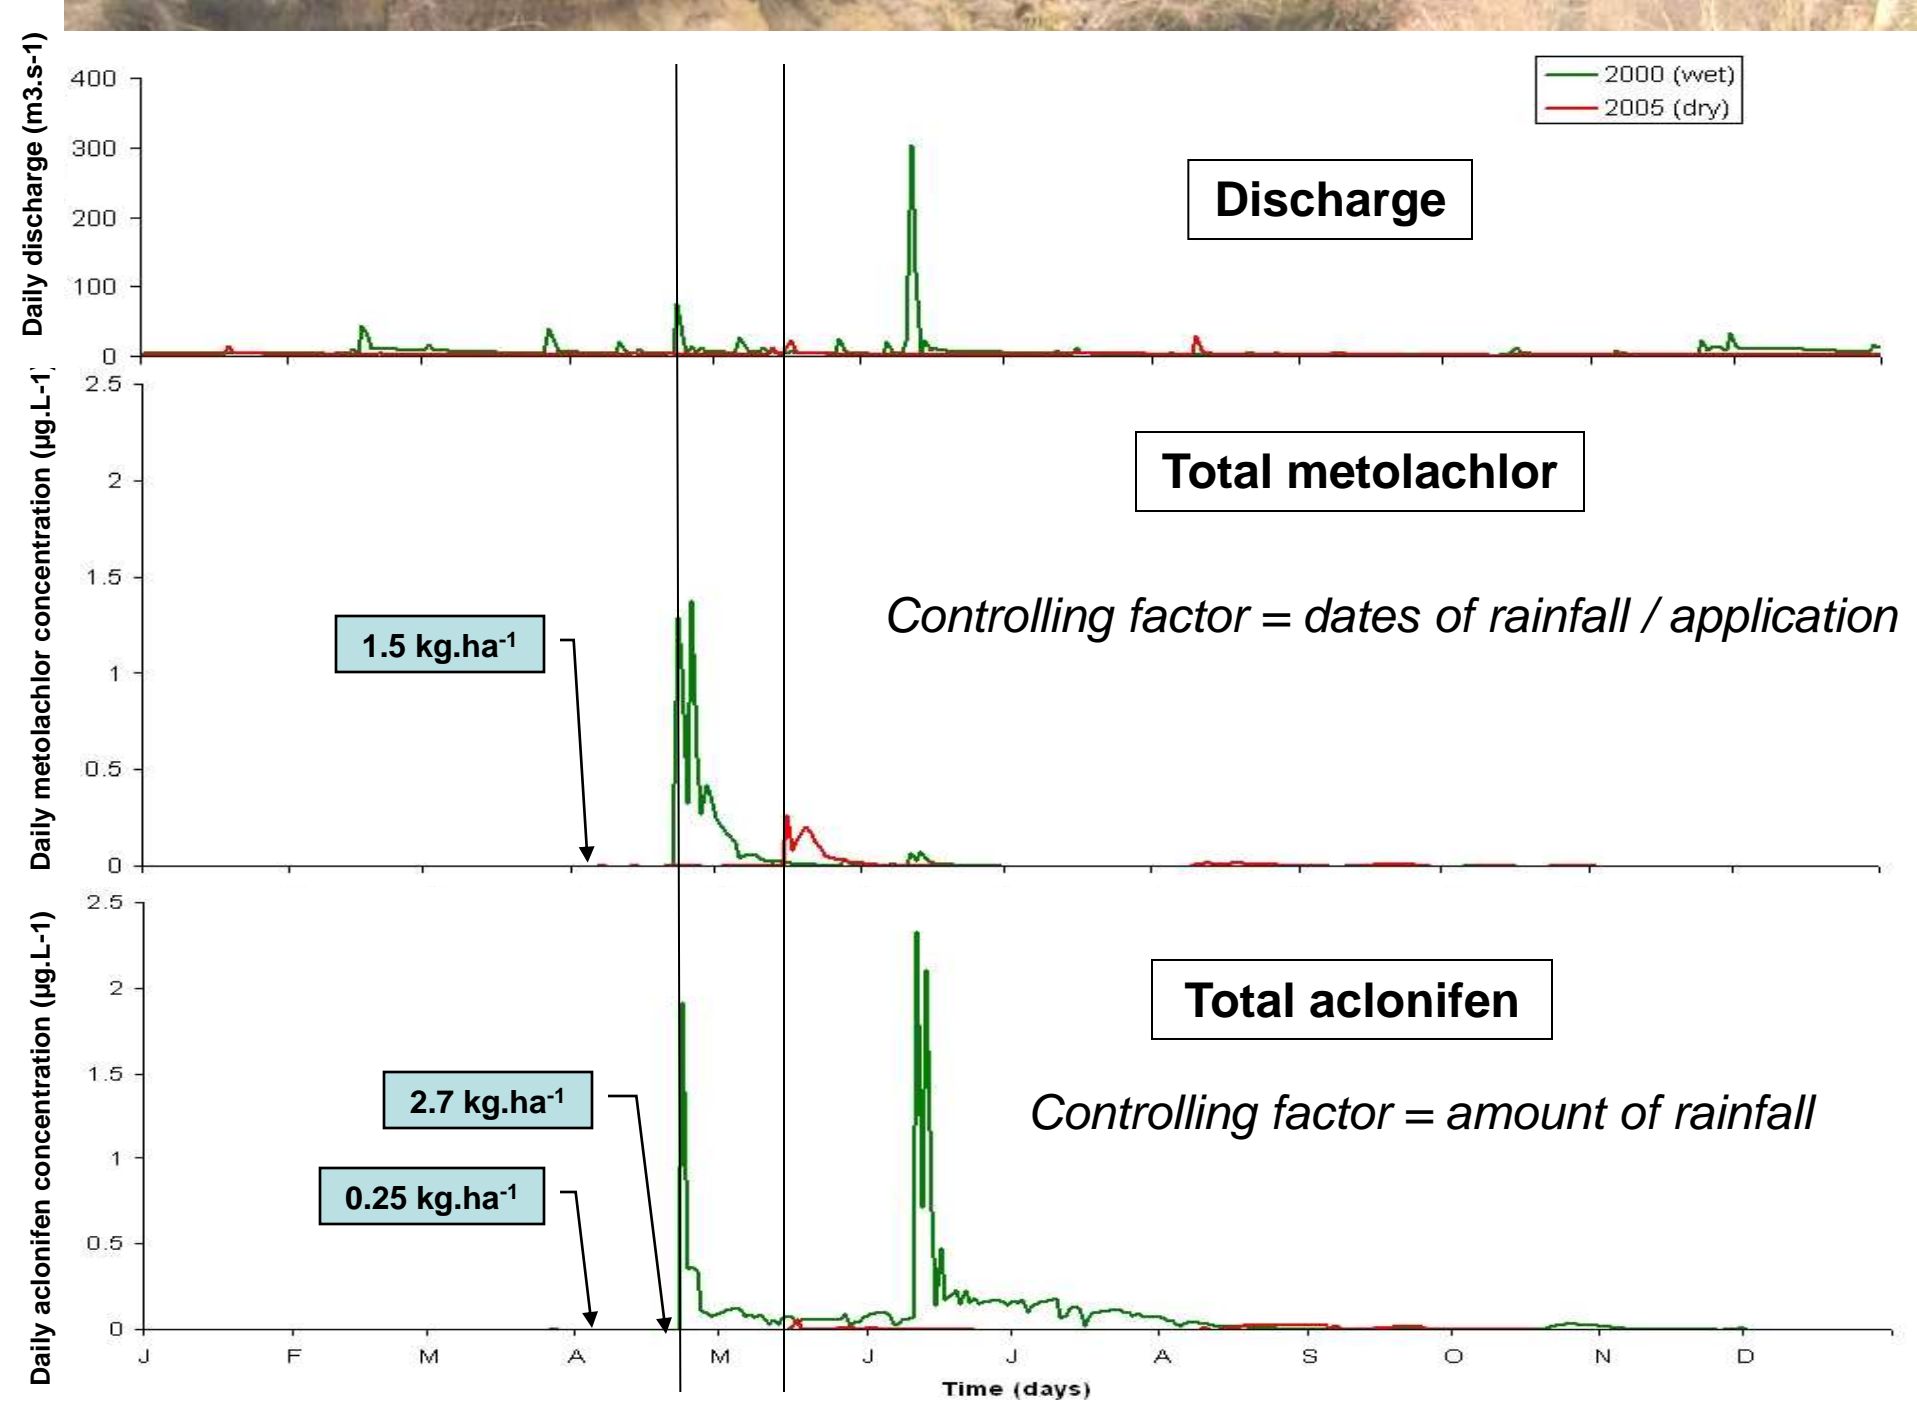 Daily discharge (m3.s-1)
400
300
200
100
0
2000 (wet)
2005 (dry)
Discharge
Daily metolachlor concentration (µg.L-1)
2.5
2
1.5
1
0.5
0
Total metolachlor
Controlling factor = dates of rainfall / application
1.5 kg.ha-1
Daily aclonifen concentration (µg.L-1)
2.5
2
1.5
1
0.5
0
Total aclonifen
Controlling factor = amount of rainfall
2.7 kg.ha-1
0.25 kg.ha-1
J F M A M J J A S O N D
Time (days)